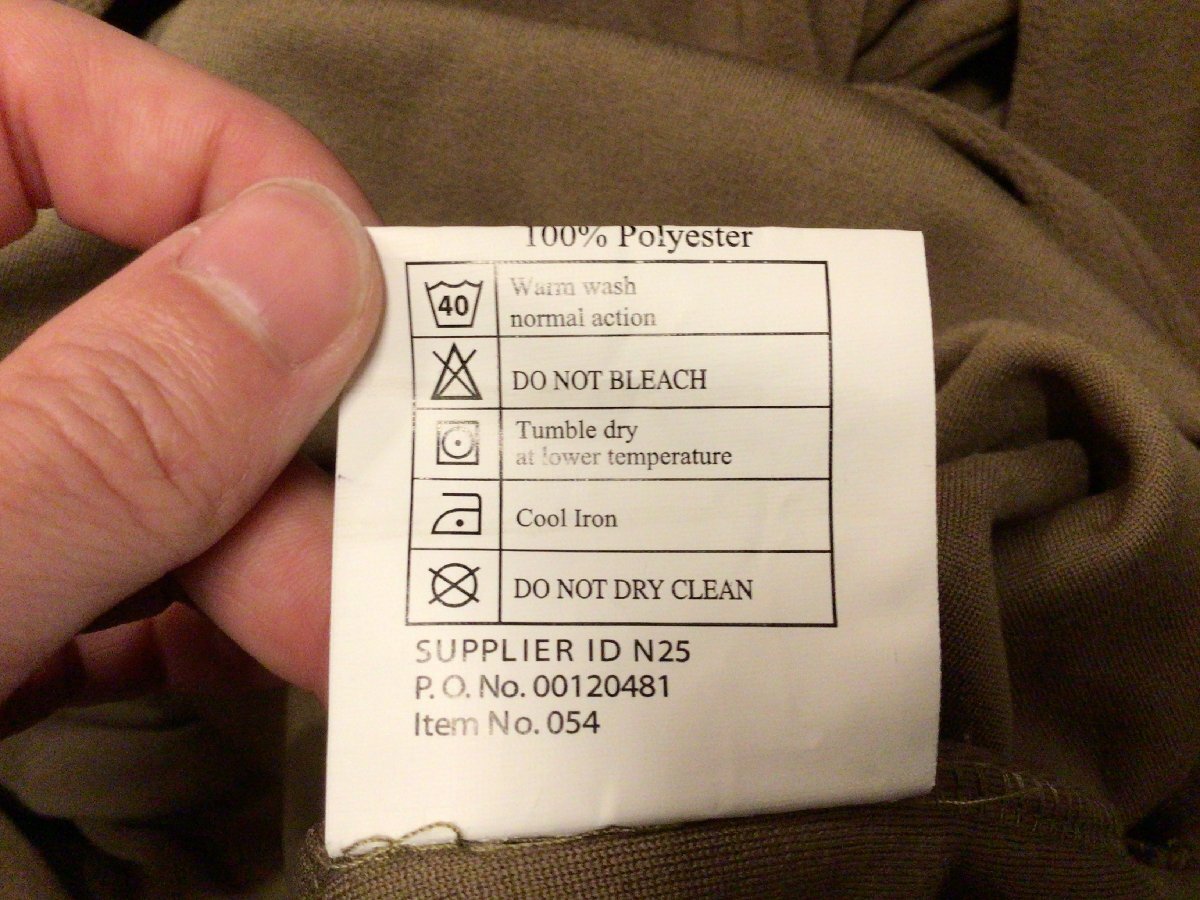 100% Polyester
40 Warm wash
normal action
DO NOT BLEACH
Tumble dry
at lower temperature
Cool Iron
DO NOT DRY CLEAN
SUPPLIER ID N25
P.O. No. 00120481
Item No. 054